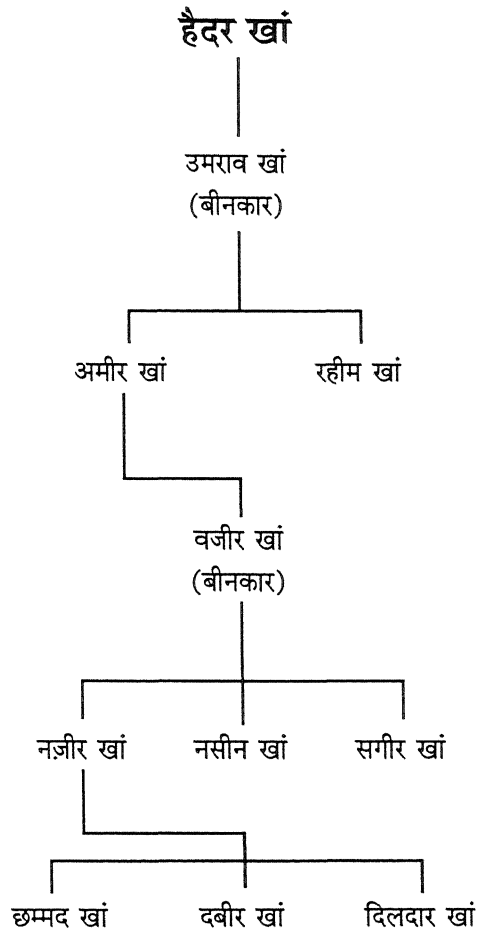 हैदर खां
उमराव खां
(बीनकार)
अमीर खां रहीम खां
वजीर खां
(बीनकार)
नज़ीर खां नसीन खां सगीर खां
छम्मद खां दबीर खां दिलदार खां